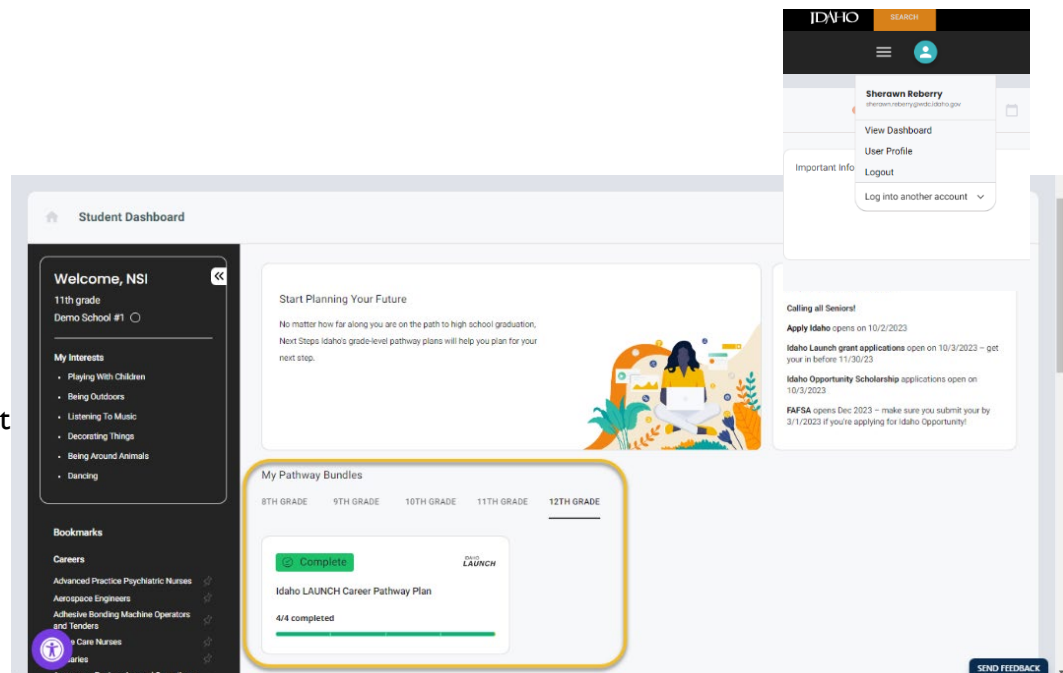 IDAHO
SEARCH
Sherawn Reberry
sherawn.reberry@wdc.idaho.gov
View Dashboard
User Profile
Logout
Log into another account
Important Info
Student Dashboard
Welcome, NSI
11th grade
Demo School #1
My Interests
Playing With Children
Being Outdoors
Listening To Music
Decorating Things
Being Around Animals
Dancing
Bookmarks
Careers
Advanced Practice Psychiatric Nurses
Aerospace Engineers
Adhesive Bonding Machine Operators
and Tenders
Care Nurses
aries
t
Start Planning Your Future
No matter how far along you are on the path to high school graduation,
Next Steps Idaho's grade-level pathway plans will help you plan for your
next step.
Calling all Seniors!
Apply Idaho opens on 10/2/2023
Idaho Launch grant applications open on 10/3/2023 – get
your in before 11/30/23
Idaho Opportunity Scholarship applications open on
10/3/2023
FAFSA opens Dec 2023 – make sure you submit your by
3/1/2023 if you're applying for Idaho Opportunity!
My Pathway Bundles
8TH GRADE 9TH GRADE 10TH GRADE 11TH GRADE 12TH GRADE
Complete
IDAHO
LAUNCH
Idaho LAUNCH Career Pathway Plan
4/4 completed
SEND FEEDBACK